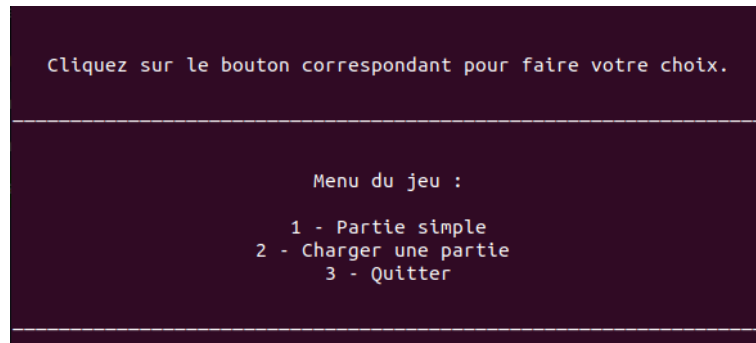 Cliquez sur le bouton correspondant pour faire votre choix.
Menu du jeu :
1 - Partie simple
2 - Charger une partie
3 - Quitter